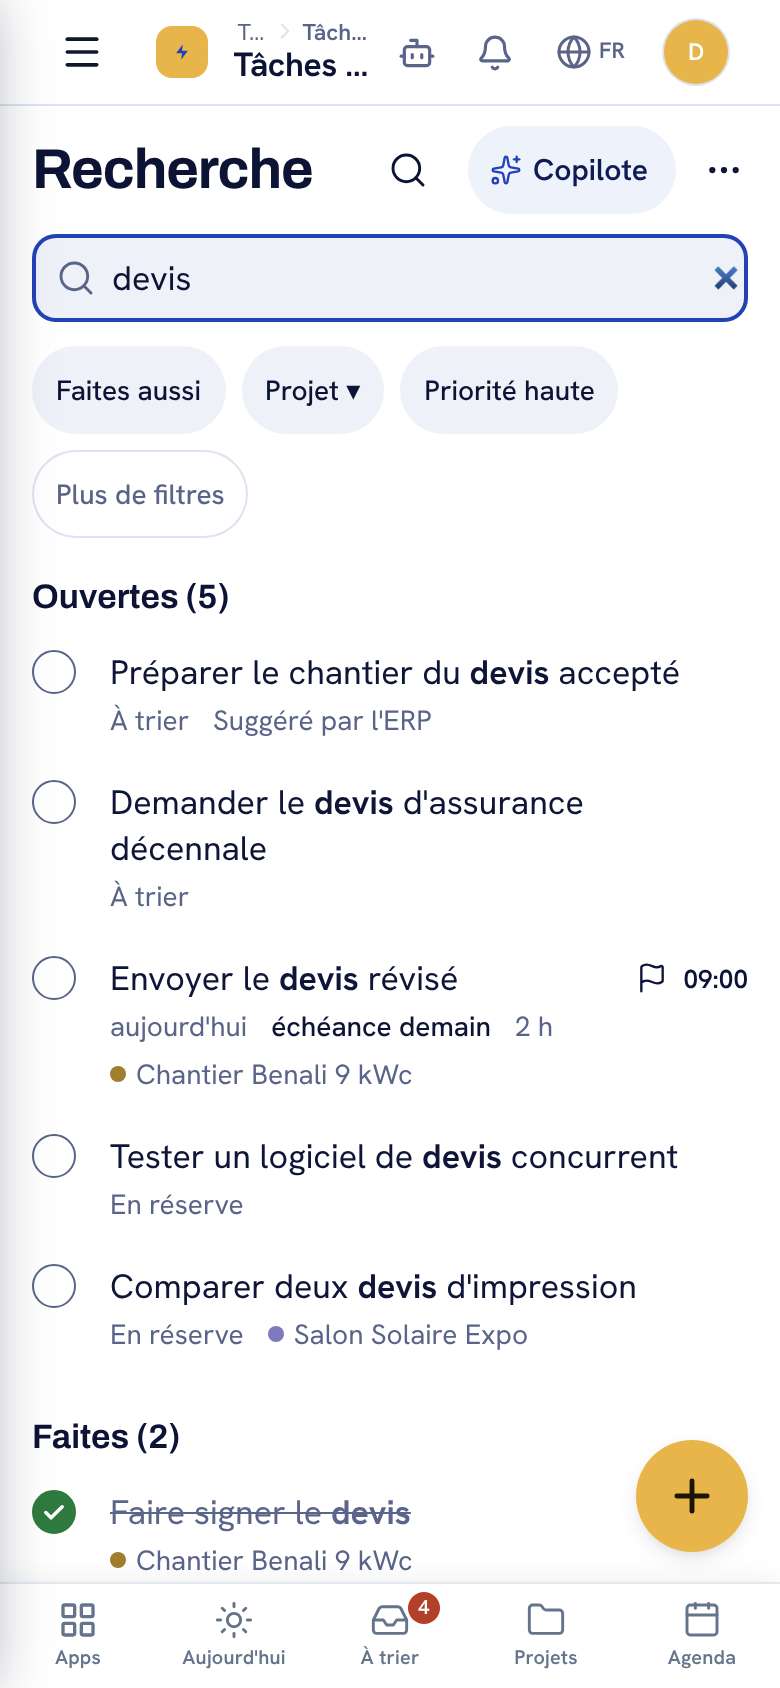 T... > Tâch...
Tâches ...
FR
D
Recherche
Copilote
devis
Faites aussi
Projet ▾
Priorité haute
Plus de filtres
Ouvertes (5)
Préparer le chantier du devis accepté
À trier Suggéré par l'ERP
Demander le devis d'assurance
décennale
À trier
Envoyer le devis révisé 09:00
aujourd'hui échéance demain 2 h
Chantier Benali 9 kWc
Tester un logiciel de devis concurrent
En réserve
Comparer deux devis d'impression
En réserve Salon Solaire Expo
Faites (2)
Faire signer le devis
Chantier Benali 9 kWc
4
Apps
Aujourd'hui
À trier
Projets
Agenda